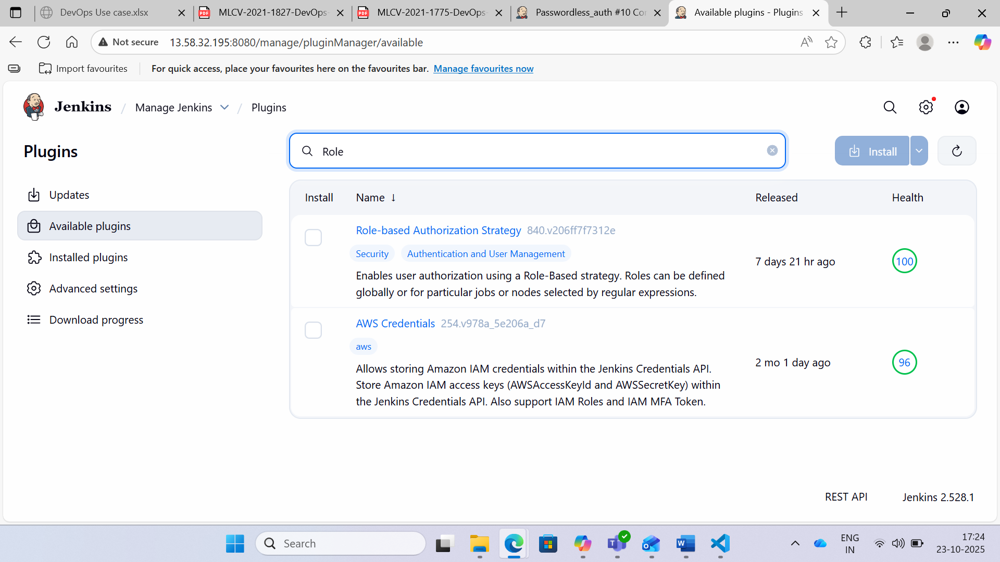 DevOps Use case.xlsx
MLCV-2021-1827-DevOps-
MLCV-2021-1775-DevOps-
Passwordless_auth #10 Con
Available plugins - Plugins
Not secure
13.58.32.195:8080/manage/pluginManager/available
Import favourites
For quick access, place your favourites here on the favourites bar. Manage favourites now
Jenkins / Manage Jenkins / Plugins
Plugins
Role
Install
Updates
Available plugins
Installed plugins
Advanced settings
Download progress
Install Name ↓ Released Health
Role-based Authorization Strategy 840.v206ff7f7312e
Security Authentication and User Management
Enables user authorization using a Role-Based strategy. Roles can be defined
globally or for particular jobs or nodes selected by regular expressions.
7 days 21 hr ago
100
AWS Credentials 254.v978a_5e206a_d7
aws
Allows storing Amazon IAM credentials within the Jenkins Credentials API.
Store Amazon IAM access keys (AWSAccessKeyId and AWSSecretKey) within
the Jenkins Credentials API. Also support IAM Roles and IAM MFA Token.
2 mo 1 day ago
96
REST API
Jenkins 2.528.1
Search
ENG
IN
17:24
23-10-2025